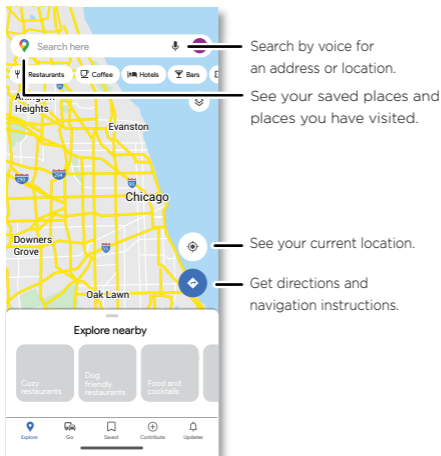 Search here
Restaurants
Coffee
Hotels
Bars
Arlington
Heights
Evanston
Chicago
Downers
Grove
Oak Lawn
Explore nearby
Cozy
restaurants
Dog
friendly
restaurants
Food and
cocktails
Explore
Go
Saved
Contribute
Updates
Search by voice for
an address or location.
See your saved places and
places you have visited.
See your current location.
Get directions and
navigation instructions.